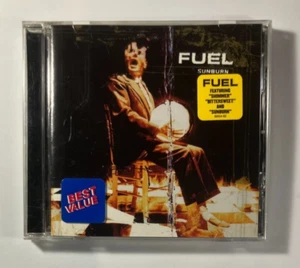 FUEL
SUNBURN
FUEL
FEATURING
"SHIMMER"
"BITTERSWEET"
AND
"SUNBURN"
BEST
VALUE